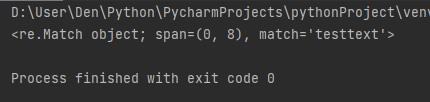 D:\User\Den\Python\PycharmProjects\pythonProject\ven
<re.Match object; span=(0, 8), match='testtext'>
Process finished with exit code 0